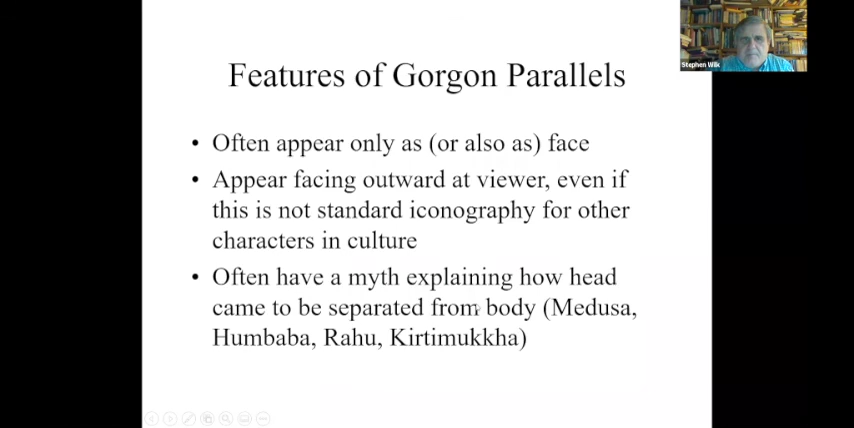 Stephen Wilk
Features of Gorgon Parallels
• Often appear only as (or also as) face
• Appear facing outward at viewer, even if
this is not standard iconography for other
characters in culture
• Often have a myth explaining how head
came to be separated from body (Medusa,
Humbaba, Rahu, Kirtimukkha)